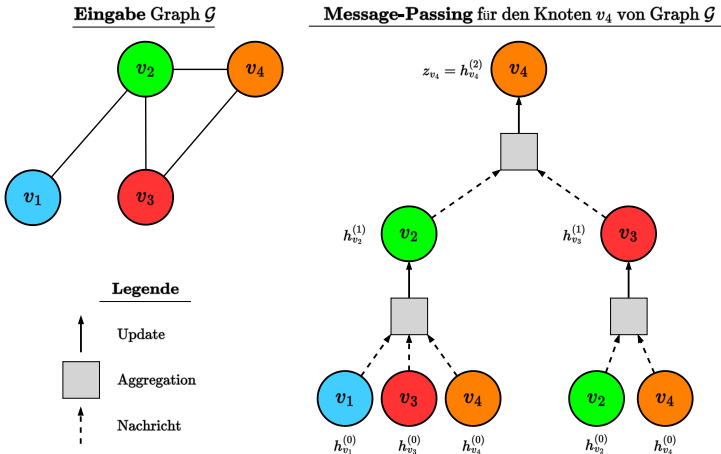 Eingabe Graph 𝒢
v₂
v₄
v₁
v₃
Legende
Update
Aggregation
Nachricht
Message-Passing für den Knoten v₄ von Graph 𝒢
z_{v₄} = h_{v₄}^{(2)}
v₄
h_{v₂}^{(1)}
v₂
h_{v₃}^{(1)}
v₃
v₁ v₃ v₄ v₂ v₄
h_{v₁}^{(0)} h_{v₃}^{(0)} h_{v₄}^{(0)} h_{v₂}^{(0)} h_{v₄}^{(0)}